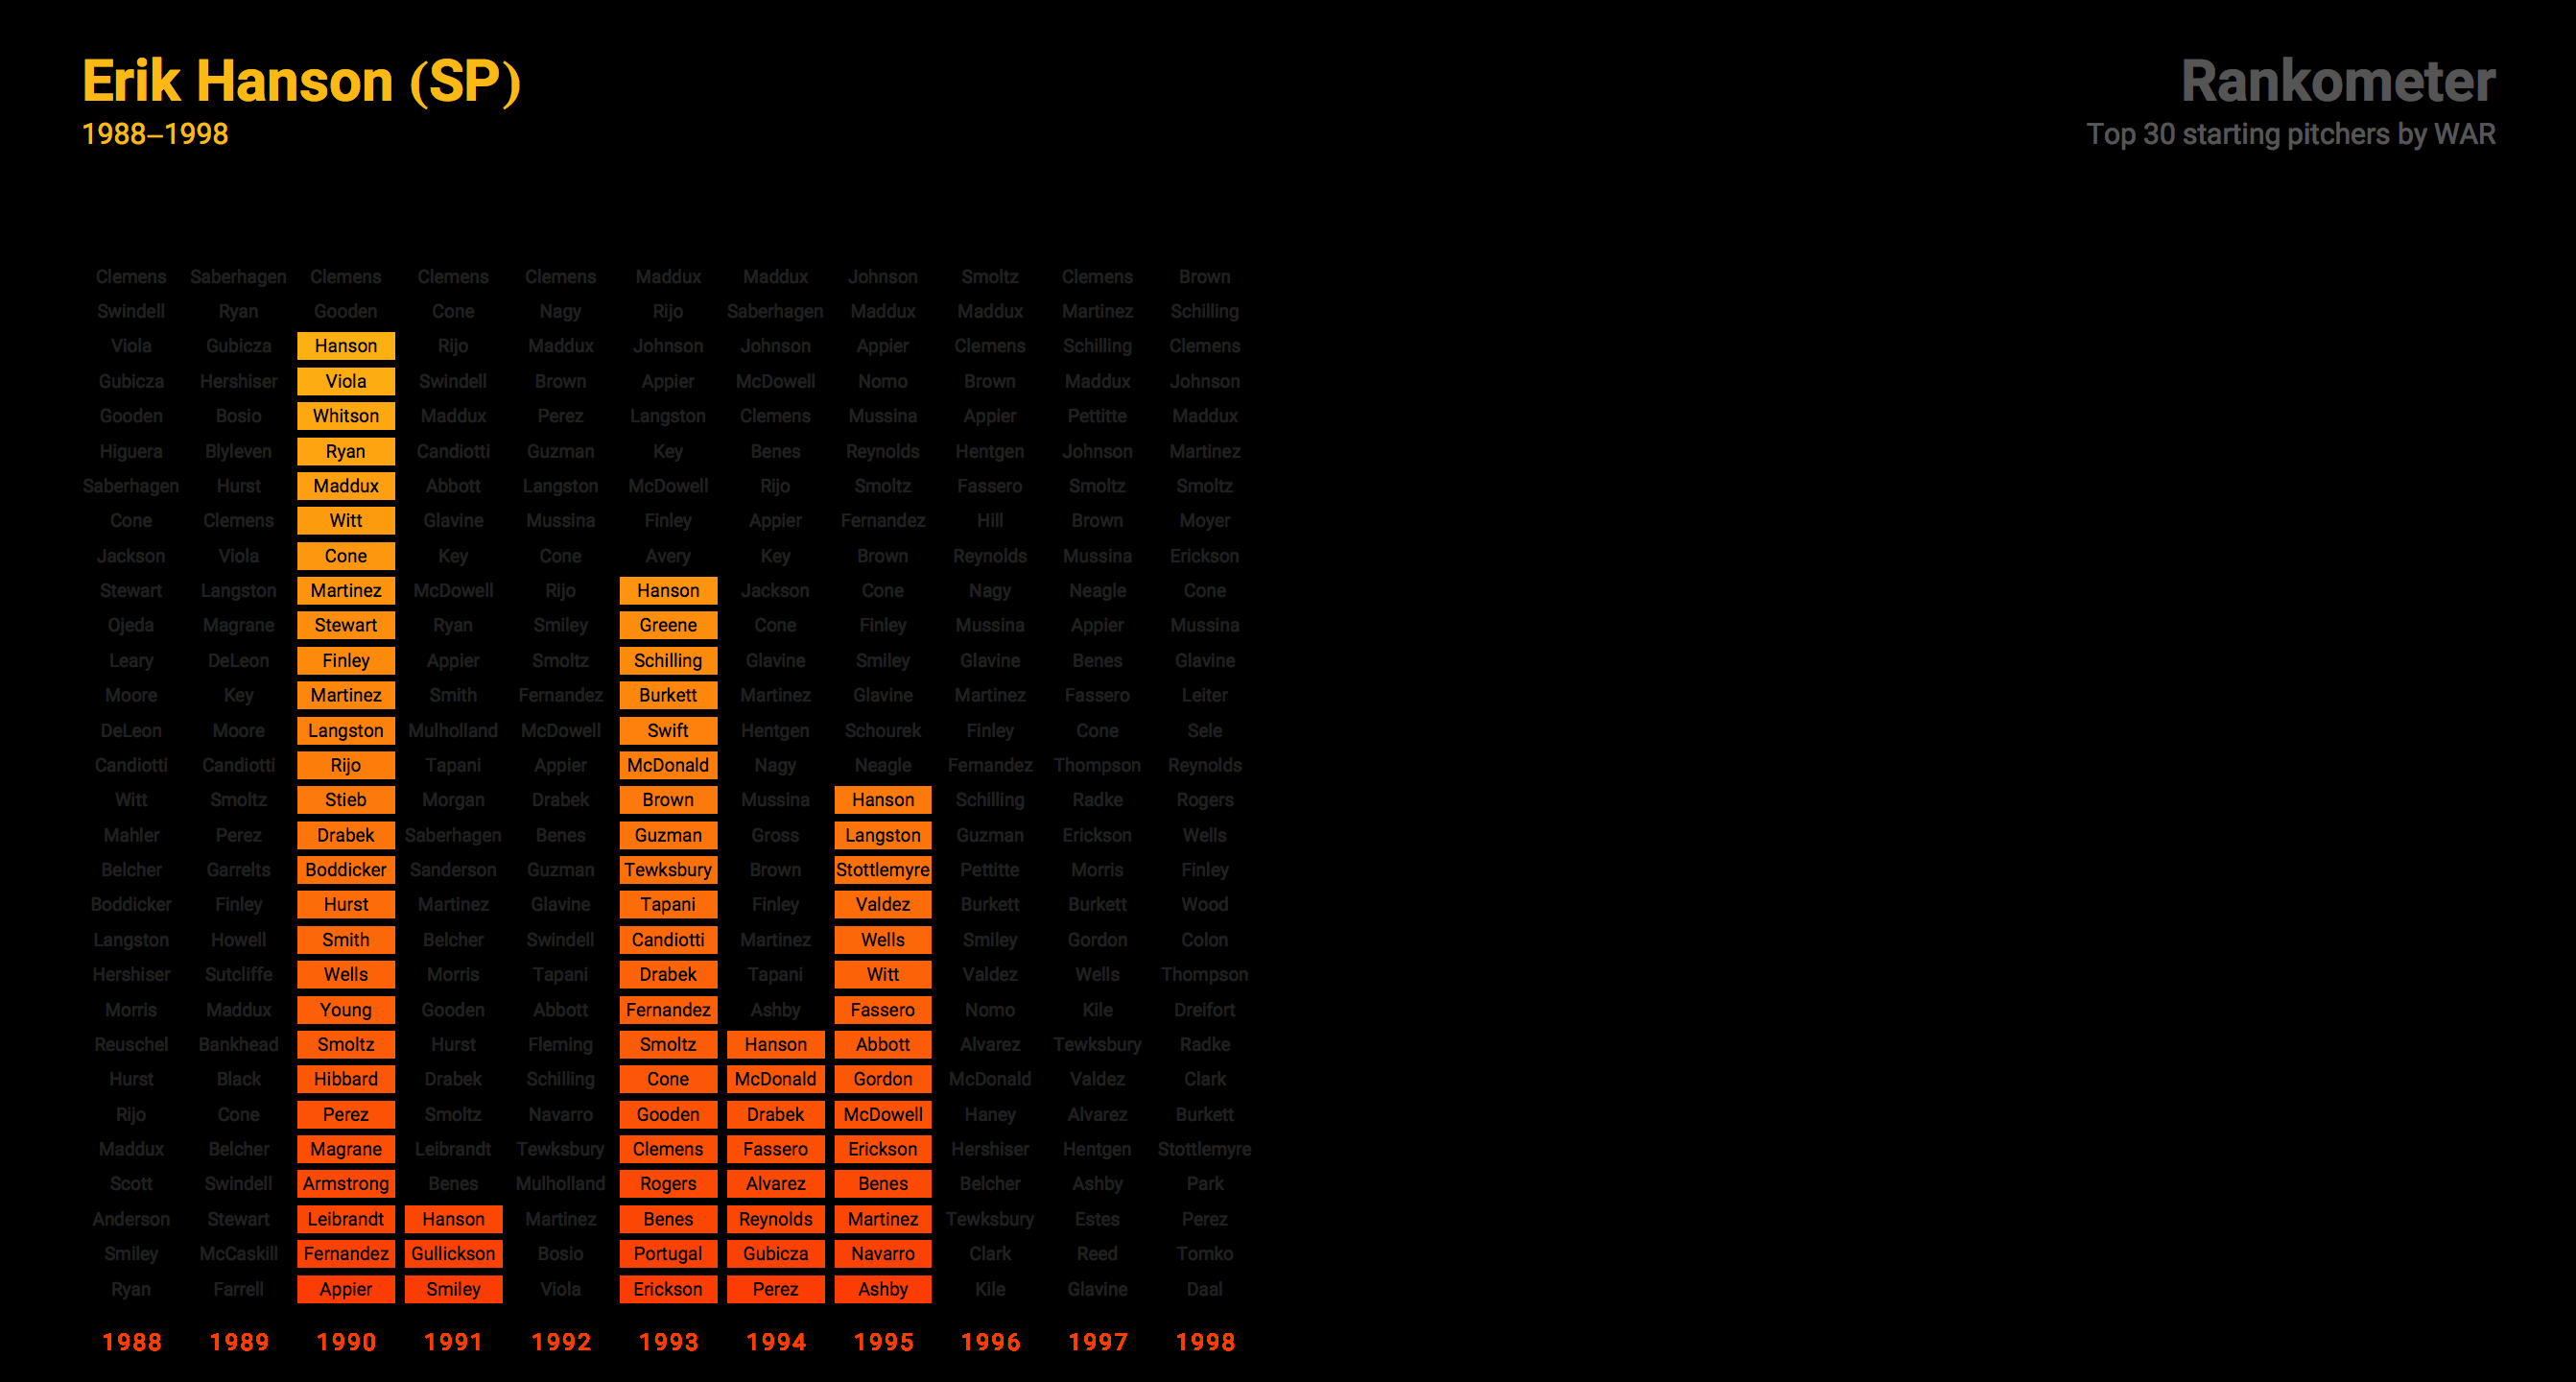 Erik Hanson (SP)
1988–1998
Rankometer
Top 30 starting pitchers by WAR
Clemens Saberhagen Clemens Clemens Clemens Maddux Maddux Johnson Smoltz Clemens Brown
Swindell Ryan Gooden Cone Nagy Rijo Saberhagen Maddux Maddux Martinez Schilling
Viola Gubicza Hanson Rijo Maddux Johnson Johnson Appier Clemens Schilling Clemens
Gubicza Hershiser Viola Swindell Brown Appier McDowell Nomo Brown Maddux Johnson
Gooden Bosio Whitson Maddux Perez Langston Clemens Mussina Appier Pettitte Maddux
Higuera Blyleven Ryan Candiotti Guzman Key Benes Reynolds Hentgen Johnson Martinez
Saberhagen Hurst Maddux Abbott Langston McDowell Rijo Smoltz Fassero Smoltz Smoltz
Cone Clemens Witt Glavine Mussina Finley Appier Fernandez Hill Brown Moyer
Jackson Viola Cone Key Cone Avery Key Brown Reynolds Mussina Erickson
Stewart Langston Martinez McDowell Rijo Hanson Jackson Cone Nagy Neagle Cone
Ojeda Magrane Stewart Ryan Smiley Greene Cone Finley Mussina Appier Mussina
Leary DeLeon Finley Appier Smoltz Schilling Glavine Smiley Glavine Benes Glavine
Moore Key Martinez Smith Fernandez Burkett Martinez Glavine Martinez Fassero Leiter
DeLeon Moore Langston Mulholland McDowell Swift Hentgen Schourek Finley Cone Sele
Candiotti Candiotti Rijo Tapani Appier McDonald Nagy Neagle Fernandez Thompson Reynolds
Witt Smoltz Stieb Morgan Drabek Brown Mussina Hanson Schilling Radke Rogers
Mahler Perez Drabek Saberhagen Benes Guzman Gross Langston Guzman Erickson Wells
Belcher Garrelts Boddicker Sanderson Guzman Tewksbury Brown Stottlemyre Pettitte Morris Finley
Boddicker Finley Hurst Martinez Glavine Tapani Finley Valdez Burkett Burkett Wood
Langston Howell Smith Belcher Swindell Candiotti Martinez Wells Smiley Gordon Colon
Hershiser Sutcliffe Wells Morris Tapani Drabek Tapani Witt Valdez Wells Thompson
Morris Maddux Young Gooden Abbott Fernandez Ashby Fassero Nomo Kile Dreifort
Reuschel Bankhead Smoltz Hurst Fleming Smoltz Hanson Abbott Alvarez Tewksbury Radke
Hurst Black Hibbard Drabek Schilling Cone McDonald Gordon McDonald Valdez Clark
Rijo Cone Perez Smoltz Navarro Gooden Drabek McDowell Haney Alvarez Burkett
Maddux Belcher Magrane Leibrandt Tewksbury Clemens Fassero Erickson Hershiser Hentgen Stottlemyre
Scott Swindell Armstrong Benes Mulholland Rogers Alvarez Benes Belcher Ashby Park
Anderson Stewart Leibrandt Hanson Martinez Benes Reynolds Martinez Tewksbury Estes Perez
Smiley McCaskill Fernandez Gullickson Bosio Portugal Gubicza Navarro Clark Reed Tomko
Ryan Farrell Appier Smiley Viola Erickson Perez Ashby Kile Glavine Daal
1988 1989 1990 1991 1992 1993 1994 1995 1996 1997 1998